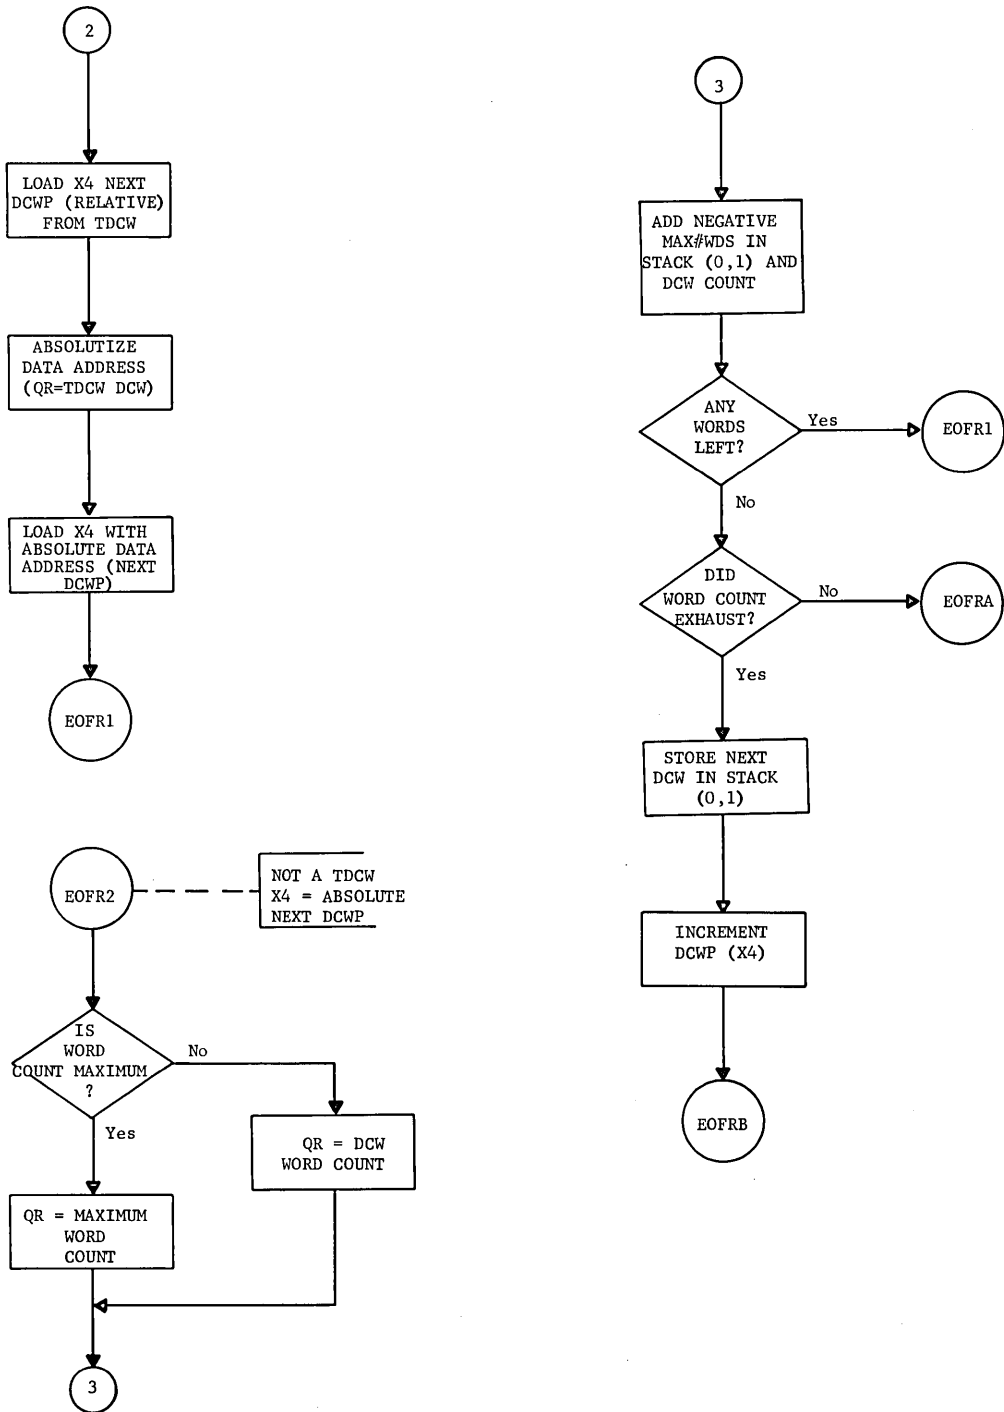 2
LOAD X4 NEXT
DCWP (RELATIVE)
FROM TDCW
ABSOLUTIZE
DATA ADDRESS
(QR=TDCW DCW)
LOAD X4 WITH
ABSOLUTE DATA
ADDRESS (NEXT
DCWP)
EOFR1
EOFR2
NOT A TDCW
X4 = ABSOLUTE
NEXT DCWP
IS
WORD
COUNT MAXIMUM
?
No
Yes
QR = DCW
WORD COUNT
QR = MAXIMUM
WORD
COUNT
3
3
ADD NEGATIVE
MAX#WDS IN
STACK (0,1) AND
DCW COUNT
ANY
WORDS
LEFT?
Yes
EOFR1
No
DID
WORD COUNT
EXHAUST?
No
EOFRA
Yes
STORE NEXT
DCW IN STACK
(0,1)
INCREMENT
DCWP (X4)
EOFRB